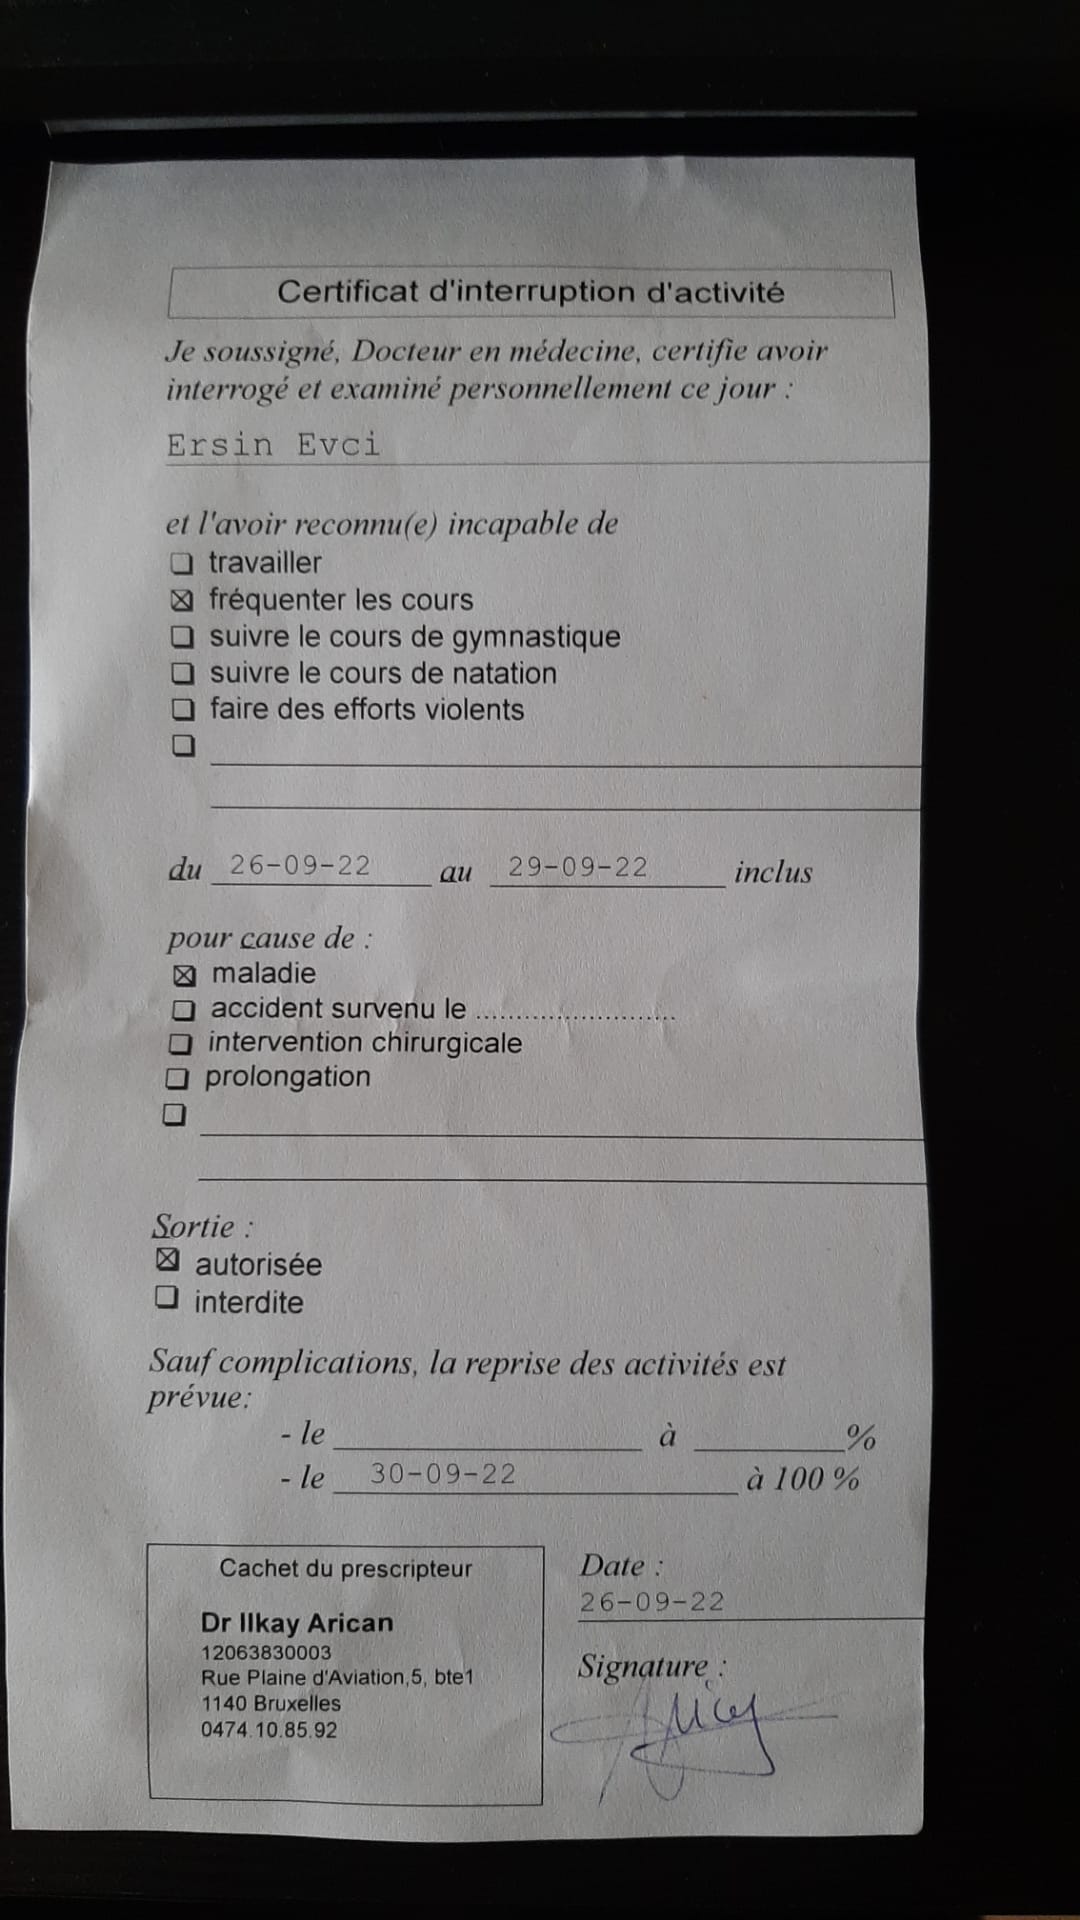 Certificat d'interruption d'activité
Je soussigné, Docteur en médecine, certifie avoir
interrogé et examiné personnellement ce jour :
Ersin Evci
et l'avoir reconnu(e) incapable de
❏ travailler
☒ fréquenter les cours
❏ suivre le cours de gymnastique
❏ suivre le cours de natation
❏ faire des efforts violents
❏
du 26-09-22 au 29-09-22 inclus
pour cause de :
☒ maladie
❏ accident survenu le ........................
❏ intervention chirurgicale
❏ prolongation
❏
Sortie :
☒ autorisée
❏ interdite
Sauf complications, la reprise des activités est
prévue:
- le à %
- le 30-09-22 à 100 %
Cachet du prescripteur
Dr Ilkay Arican
12063830003
Rue Plaine d'Aviation,5, bte1
1140 Bruxelles
0474.10.85.92
Date :
26-09-22
Signature :